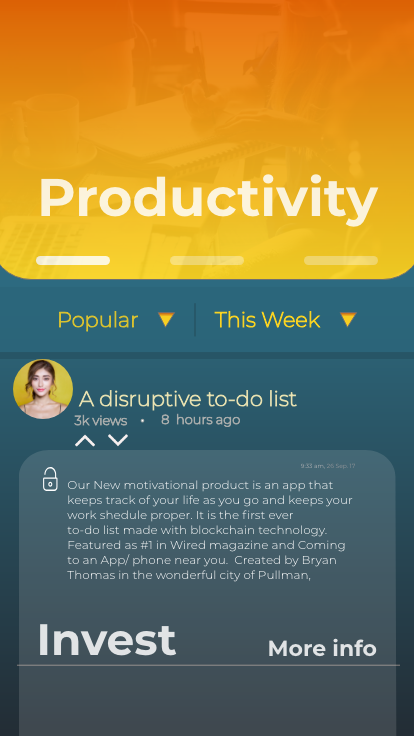 Productivity
Popular
This Week
A disruptive to-do list
3k views • 8 hours ago
9:33 am, 25 Sep. 17
Our New motivational product is an app that
keeps track of your life as you go and keeps your
work shedule proper. It is the first ever
to-do list made with blockchain technology.
Featured as #1 in Wired magazine and Coming
to an App/ phone near you. Created by Bryan
Thomas in the wonderful city of Pullman,
Invest
More info